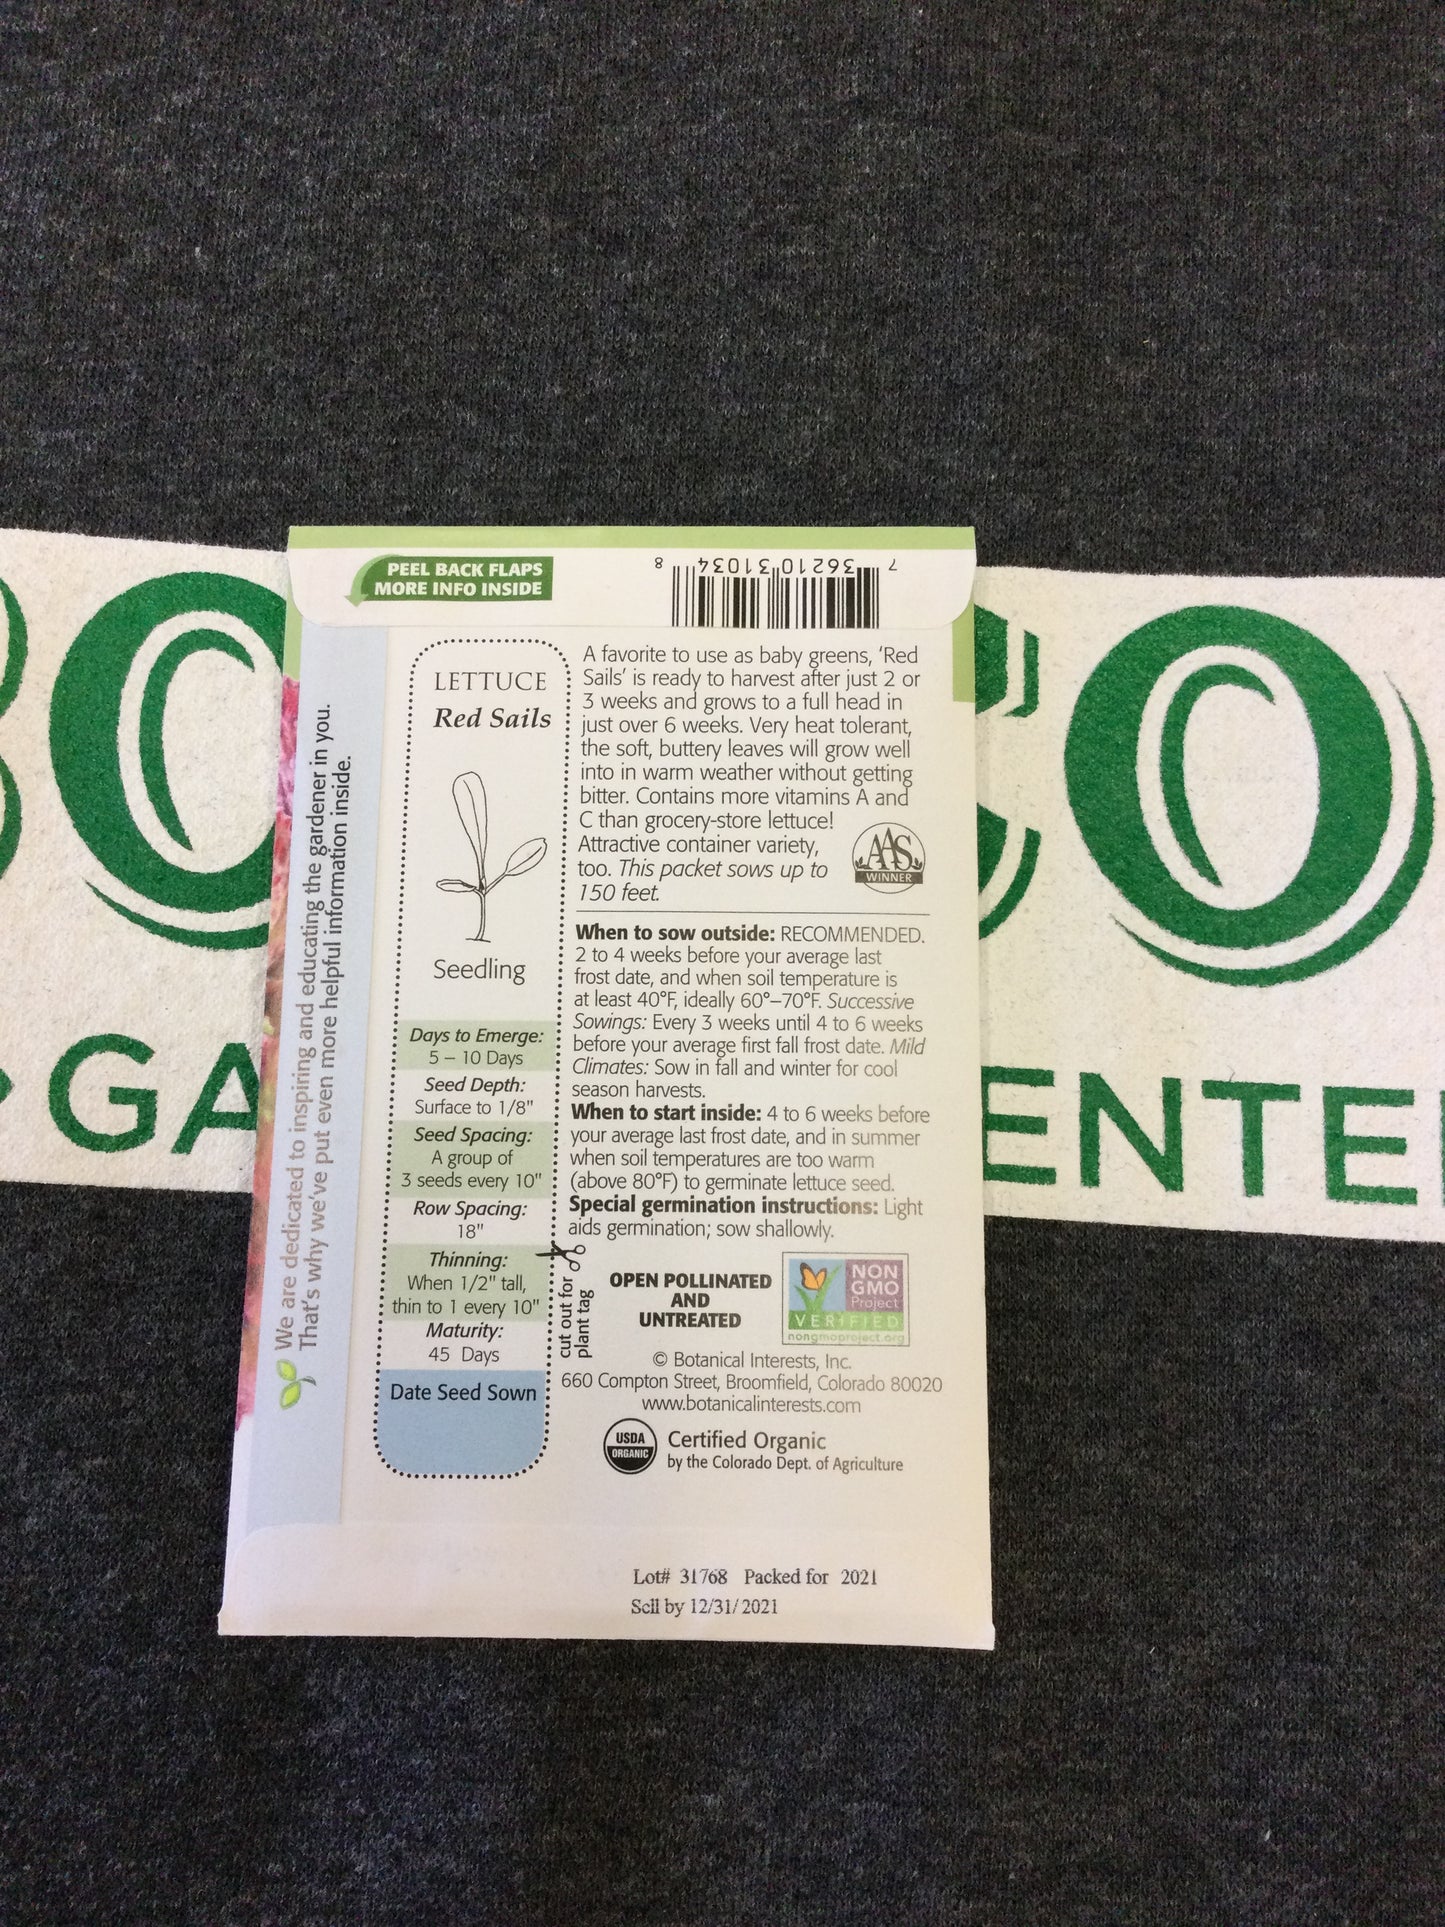 PEEL BACK FLAPS
MORE INFO INSIDE
7 36210 31034 8
LETTUCE
Red Sails
Seedling
Days to Emerge:
5 – 10 Days
Seed Depth:
Surface to 1/8"
Seed Spacing:
A group of
3 seeds every 10"
Row Spacing:
18"
Thinning:
When 1/2" tall,
thin to 1 every 10"
Maturity:
45 Days
Date Seed Sown
cut out for
plant tag
We are dedicated to inspiring and educating the gardener in you.
That's why we've put even more helpful information inside.
A favorite to use as baby greens, 'Red
Sails' is ready to harvest after just 2 or
3 weeks and grows to a full head in
just over 6 weeks. Very heat tolerant,
the soft, buttery leaves will grow well
into in warm weather without getting
bitter. Contains more vitamins A and
C than grocery-store lettuce!
Attractive container variety,
too. This packet sows up to
150 feet.
AAS
WINNER
When to sow outside: RECOMMENDED.
2 to 4 weeks before your average last
frost date, and when soil temperature is
at least 40°F, ideally 60°–70°F. Successive
Sowings: Every 3 weeks until 4 to 6 weeks
before your average first fall frost date. Mild
Climates: Sow in fall and winter for cool
season harvests.
When to start inside: 4 to 6 weeks before
your average last frost date, and in summer
when soil temperatures are too warm
(above 80°F) to germinate lettuce seed.
Special germination instructions: Light
aids germination; sow shallowly.
OPEN POLLINATED
AND
UNTREATED
NON
GMO
Project
VERIFIED
nongmoproject.org
© Botanical Interests, Inc.
660 Compton Street, Broomfield, Colorado 80020
www.botanicalinterests.com
USDA
ORGANIC
Certified Organic
by the Colorado Dept. of Agriculture
Lot# 31768 Packed for 2021
Sell by 12/31/2021
CO
GA
ENTE